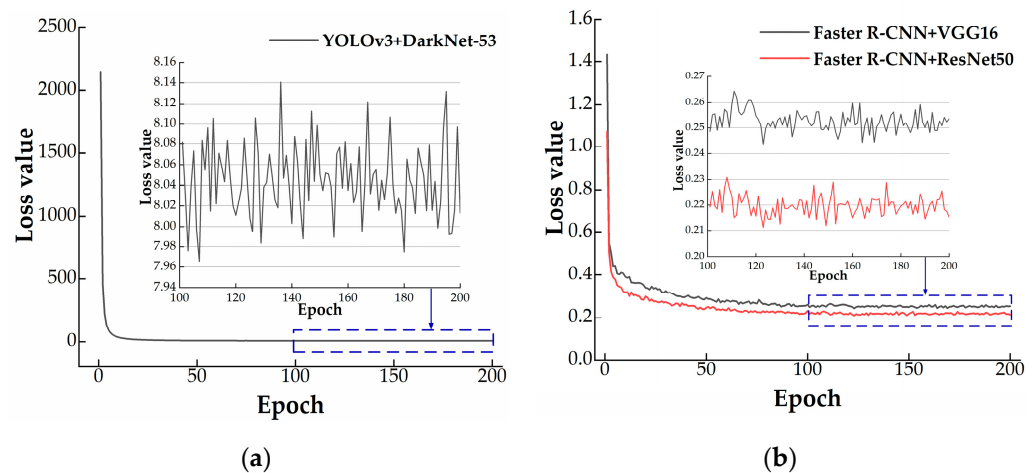 2500
2000
1500
1000
500
0
Loss value
YOLOv3+DarkNet-53
8.16
8.14
8.12
8.10
8.08
8.06
8.04
8.02
8.00
7.98
7.96
7.94
Loss value
100 120 140 160 180 200
Epoch
0 50 100 150 200
Epoch
(a)
1.6
1.4
1.2
1.0
0.8
0.6
0.4
0.2
0.0
Loss value
Faster R-CNN+VGG16
Faster R-CNN+ResNet50
0.27
0.26
0.25
0.24
0.23
0.22
0.21
0.20
Loss value
100 120 140 160 180 200
Epoch
0 50 100 150 200
Epoch
(b)